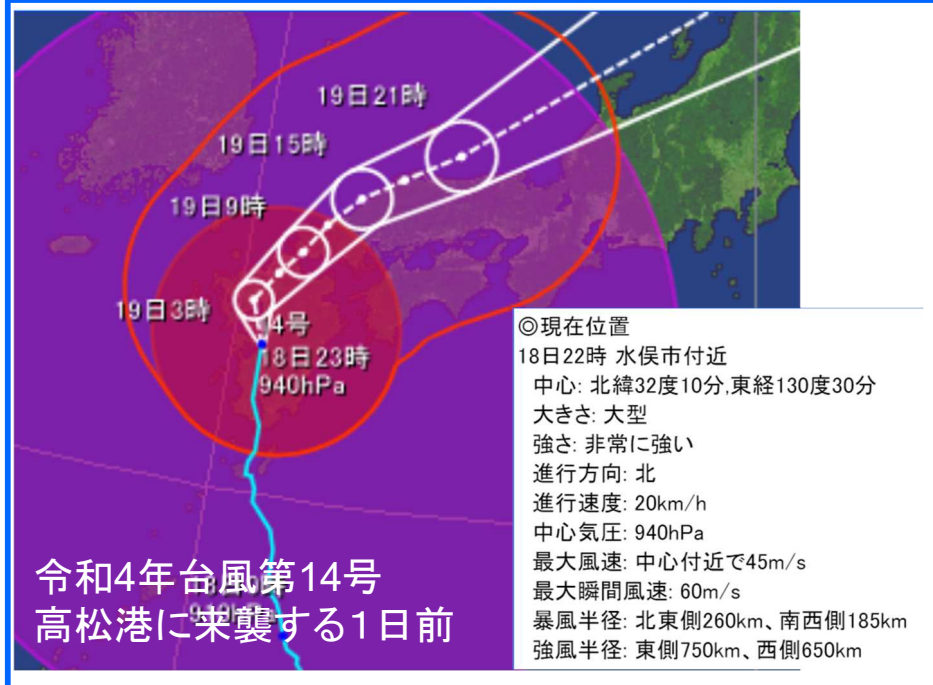 19日21時
19日15時
19日9時
19日3時
14号
18日23時
940hPa
◎現在位置
18日22時 水俣市付近
中心: 北緯32度10分,東経130度30分
大きさ: 大型
強さ: 非常に強い
進行方向: 北
進行速度: 20km/h
中心気圧: 940hPa
最大風速: 中心付近で45m/s
最大瞬間風速: 60m/s
暴風半径: 北東側260km、南西側185km
強風半径: 東側750km、西側650km
令和4年台風第14号
高松港に来襲する1日前